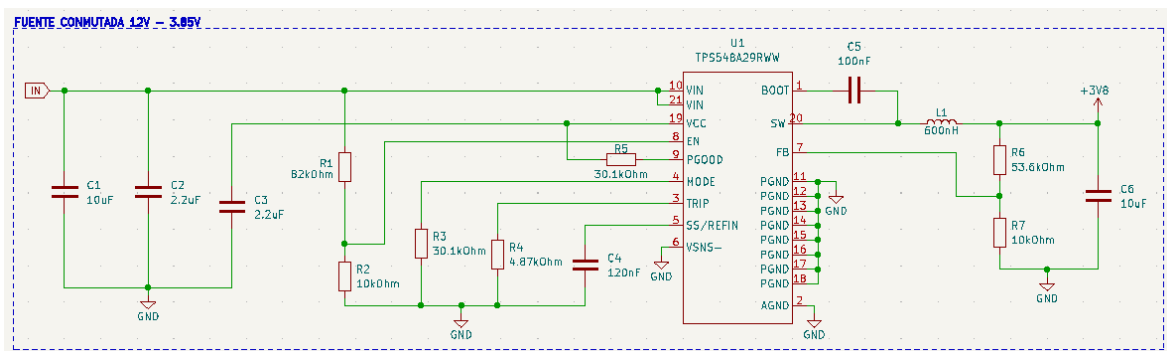 FUENTE CONMUTADA 12V - 3.85V
IN
C1
10uF
C2
2.2uF
C3
2.2uF
R1
82kOhm
R2
10kOhm
R3
30.1kOhm
R4
4.87kOhm
R5
30.1kOhm
C4
120nF
GND
GND
GND
U1
TPS548A29RWW
10 VIN
21 VIN
19 VCC
8 EN
9 PGOOD
4 MODE
3 TRIP
5 SS/REFIN
6 VSNS-
BOOT 1
SW 20
FB 7
PGND 11
PGND 12
PGND 13
PGND 14
PGND 15
PGND 16
PGND 17
PGND 18
AGND 2
GND
GND
C5
100nF
L1
600nH
+3V8
R6
53.6kOhm
R7
10kOhm
C6
10uF
GND